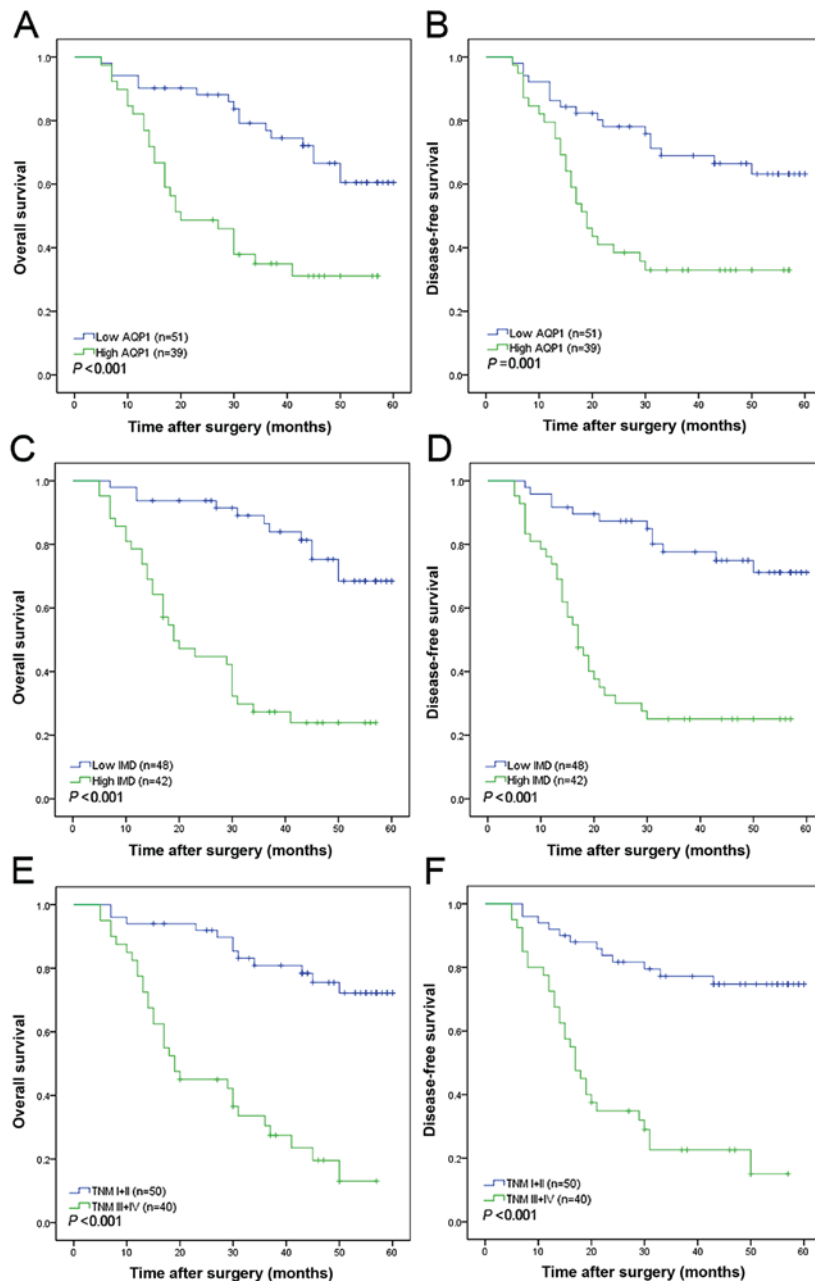 A
Overall survival
1.0
0.8
0.6
0.4
0.2
0.0
Low AQP1 (n=51)
High AQP1 (n=39)
P<0.001
0 10 20 30 40 50 60
Time after surgery (months)
B
Disease-free survival
1.0
0.8
0.6
0.4
0.2
0.0
Low AQP1 (n=51)
High AQP1 (n=39)
P=0.001
0 10 20 30 40 50 60
Time after surgery (months)
C
Overall survival
1.0
0.8
0.6
0.4
0.2
0.0
Low IMD (n=48)
High IMD (n=42)
P<0.001
0 10 20 30 40 50 60
Time after surgery (months)
D
Disease-free survival
1.0
0.8
0.6
0.4
0.2
0.0
Low IMD (n=48)
High IMD (n=42)
P<0.001
0 10 20 30 40 50 60
Time after surgery (months)
E
Overall survival
1.0
0.8
0.6
0.4
0.2
0.0
TNM I+II (n=50)
TNM III+IV (n=40)
P<0.001
0 10 20 30 40 50 60
Time after surgery (months)
F
Disease-free survival
1.0
0.8
0.6
0.4
0.2
0.0
TNM I+II (n=50)
TNM III+IV (n=40)
P<0.001
0 10 20 30 40 50 60
Time after surgery (months)